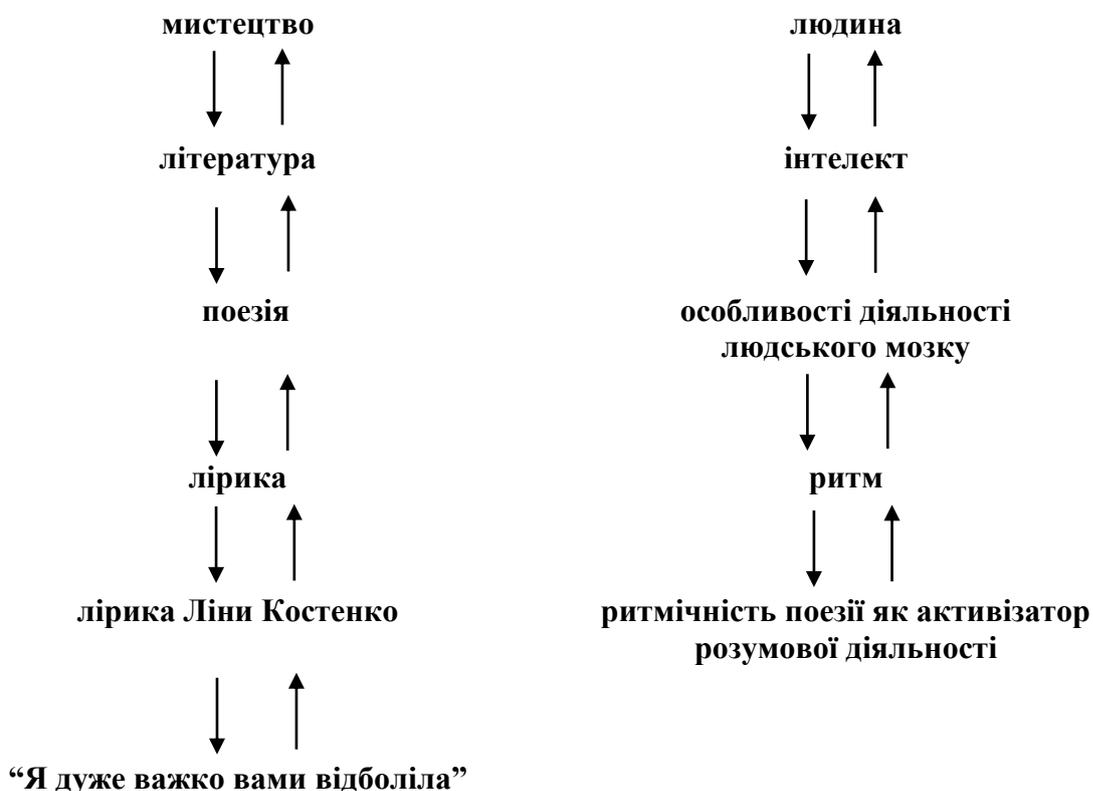 мистецтво
людина
література
інтелект
поезія
особливості діяльності
людського мозку
лірика
ритм
лірика Ліни Костенко
ритмічність поезії як активізатор
розумової діяльності
“Я дуже важко вами відболіла”